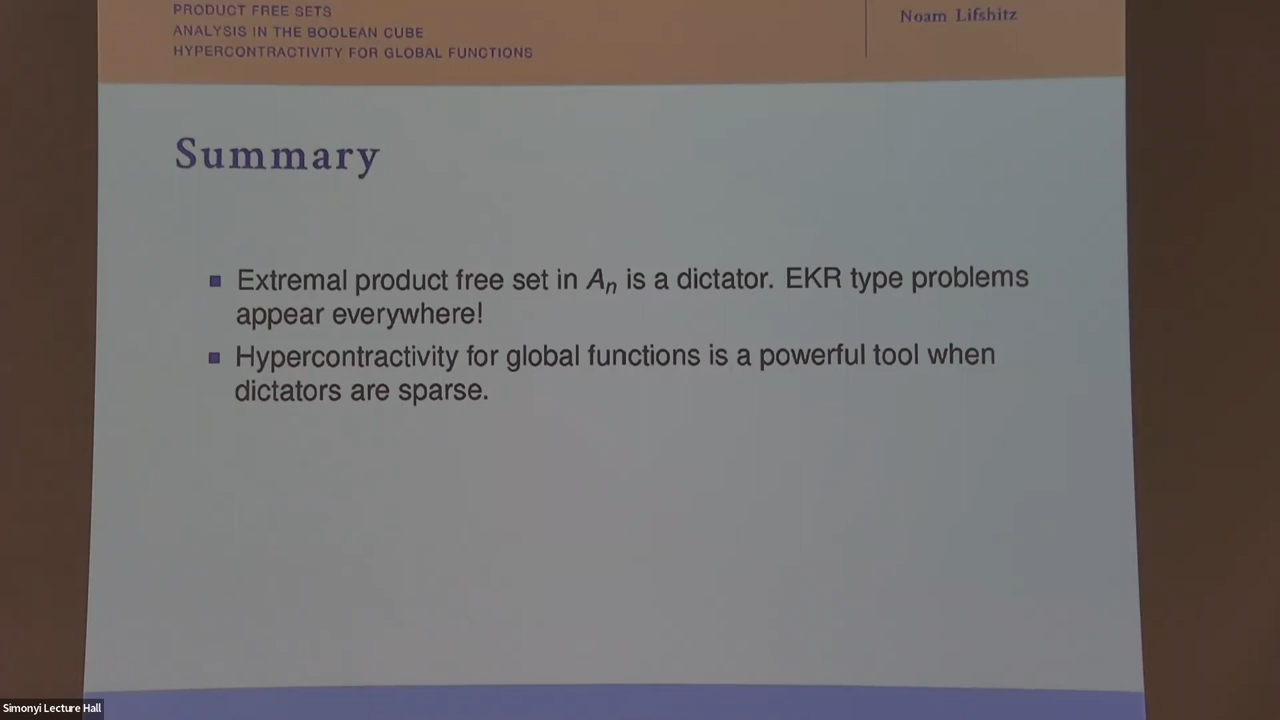 PRODUCT FREE SETS
ANALYSIS IN THE BOOLEAN CUBE
HYPERCONTRACTIVITY FOR GLOBAL FUNCTIONS
Noam Lifshitz
Summary
Extremal product free set in An is a dictator. EKR type problems
appear everywhere!
Hypercontractivity for global functions is a powerful tool when
dictators are sparse.
Simonyi Lecture Hall